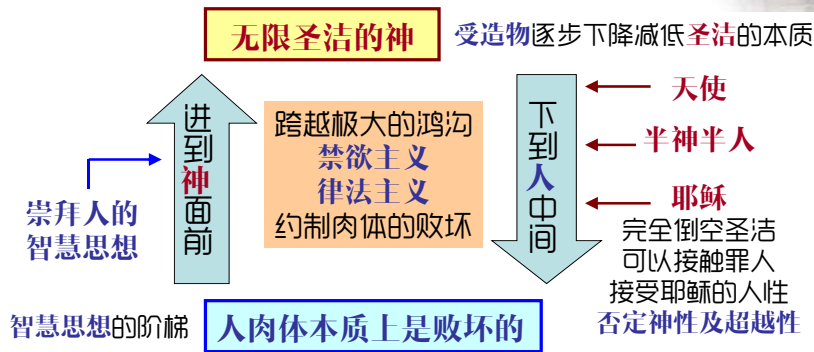 无限圣洁的神
受造物逐步下降减低圣洁的本质
进到神面前
跨越极大的鸿沟
禁欲主义
律法主义
约制肉体的败坏
下到人中间
天使
半神半人
耶稣
完全倒空圣洁
可以接触罪人
接受耶稣的人性
否定神性及超越性
崇拜人的
智慧思想
智慧思想的阶梯
人肉体本质上是败坏的